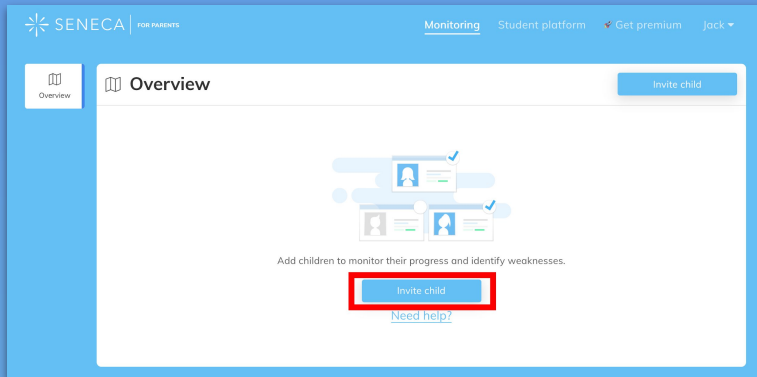 SENECA FOR PARENTS
Monitoring Student platform Get premium Jack
Overview
Overview
Invite child
Add children to monitor their progress and identify weaknesses.
Invite child
Need help?